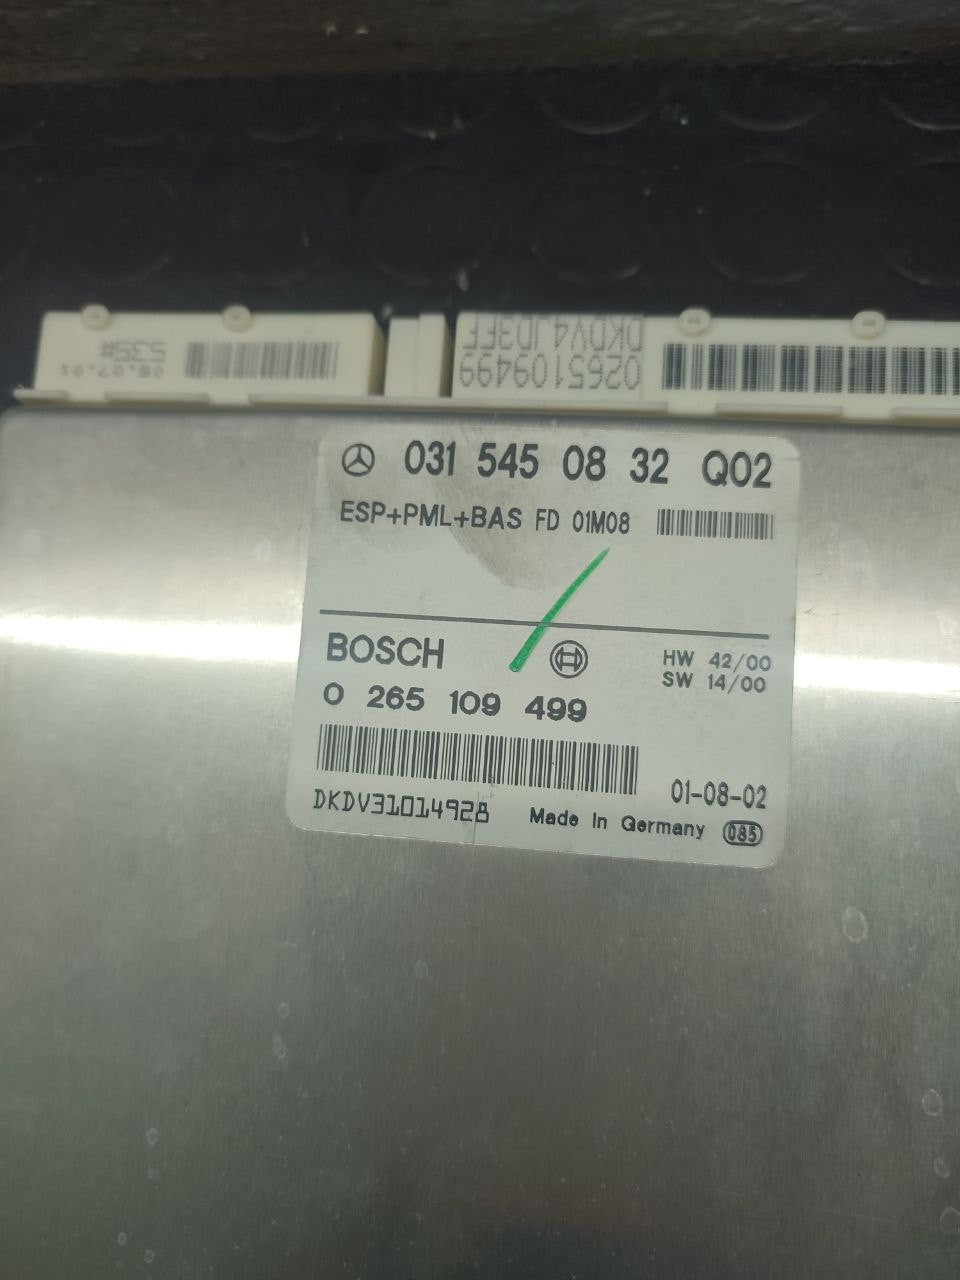 535#
05.07.01
DKDV4JD3FF
0265109499
031 545 08 32 Q02
ESP+PML+BAS FD 01M08
BOSCH
HW 42/00
SW 14/00
0 265 109 499
01-08-02
DKDV31014928
Made In Germany 085